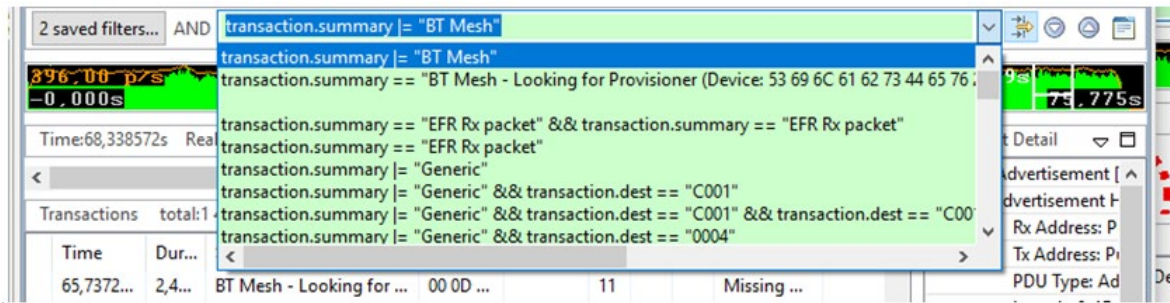 2 saved filters... AND transaction.summary |= "BT Mesh"
transaction.summary |= "BT Mesh"
transaction.summary == "BT Mesh - Looking for Provisioner (Device: 53 69 6C 61 62 73 44 65 76
transaction.summary == "EFR Rx packet" && transaction.summary == "EFR Rx packet"
transaction.summary == "EFR Rx packet"
transaction.summary |= "Generic"
transaction.summary |= "Generic" && transaction.dest == "C001"
transaction.summary |= "Generic" && transaction.dest == "C001" && transaction.dest == "C00
transaction.summary |= "Generic" && transaction.dest == "0004"
896,00 p/s
-0,000s
75,775s
Time:68,338572s
t Detail
Advertisement [
dvertisement H
Rx Address: P
Tx Address: P
PDU Type: Ad
Transactions total:1
Time Dur...
65,7372... 2,4... BT Mesh - Looking for ... 00 0D ... 11 Missing ...